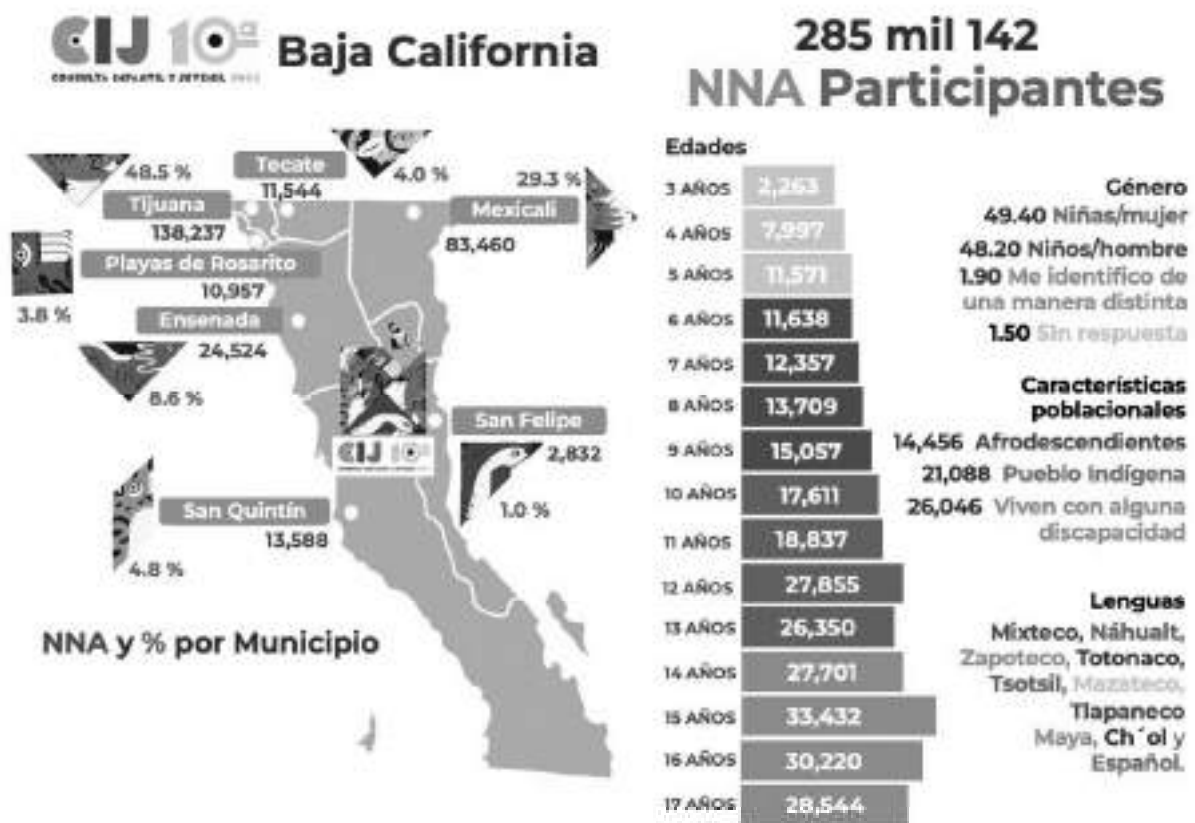 CIJ 10ª
CONSULTA INFANTIL Y JUVENIL
Baja California
48.5 %
Tijuana
138,237
Tecate
11,544
4.0 %
29.3 %
Mexicali
83,460
Playas de Rosarito
10,957
3.8 %
Ensenada
24,524
8.6 %
CIJ 10ª
San Felipe
2,832
1.0 %
San Quintín
13,588
4.8 %
NNA y % por Municipio
285 mil 142
NNA Participantes
Edades
3 AÑOS 2,263
4 AÑOS 7,997
5 AÑOS 11,571
6 AÑOS 11,638
7 AÑOS 12,357
8 AÑOS 13,709
9 AÑOS 15,057
10 AÑOS 17,611
11 AÑOS 18,837
12 AÑOS 27,855
13 AÑOS 26,350
14 AÑOS 27,701
15 AÑOS 33,432
16 AÑOS 30,220
17 AÑOS 28,544
Género
49.40 Niñas/mujer
48.20 Niños/hombre
1.90 Me identifico de
una manera distinta
1.50 Sin respuesta
Características
poblacionales
14,456 Afrodescendientes
21,088 Pueblo Indígena
26,046 Viven con alguna
discapacidad
Lenguas
Mixteco, Náhualt,
Zapoteco, Totonaco,
Tsotsil, Mazateco,
Tlapaneco
Maya, Ch´ol y
Español.